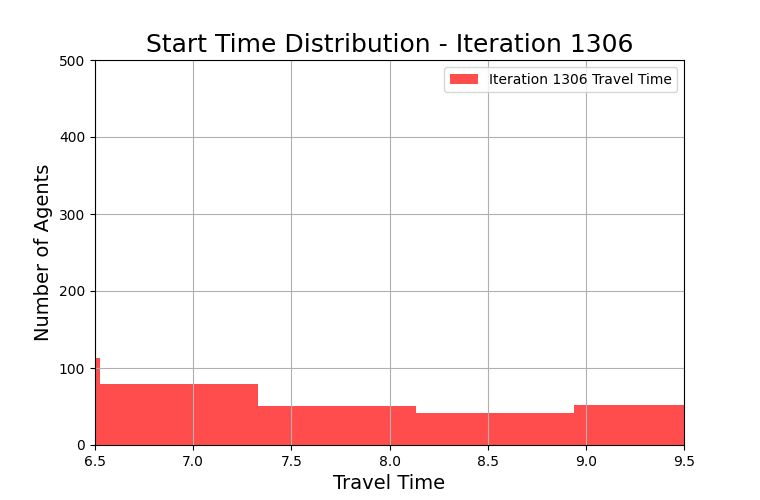 Start Time Distribution - Iteration 1306
500
400
300
200
100
0
Number of Agents
Iteration 1306 Travel Time
6.5 7.0 7.5 8.0 8.5 9.0 9.5
Travel Time